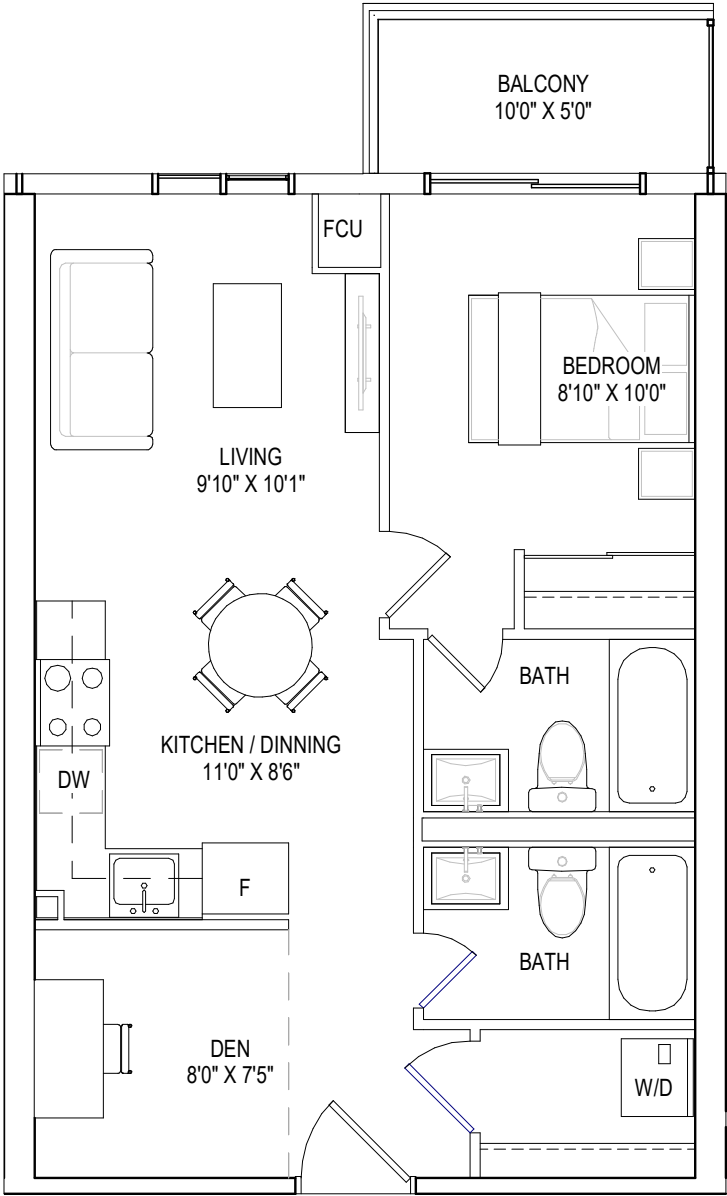 BALCONY
10'0" X 5'0"
FCU
BEDROOM
8'10" X 10'0"
LIVING
9'10" X 10'1"
BATH
KITCHEN / DINNING
11'0" X 8'6"
DW
F
BATH
DEN
8'0" X 7'5"
W/D